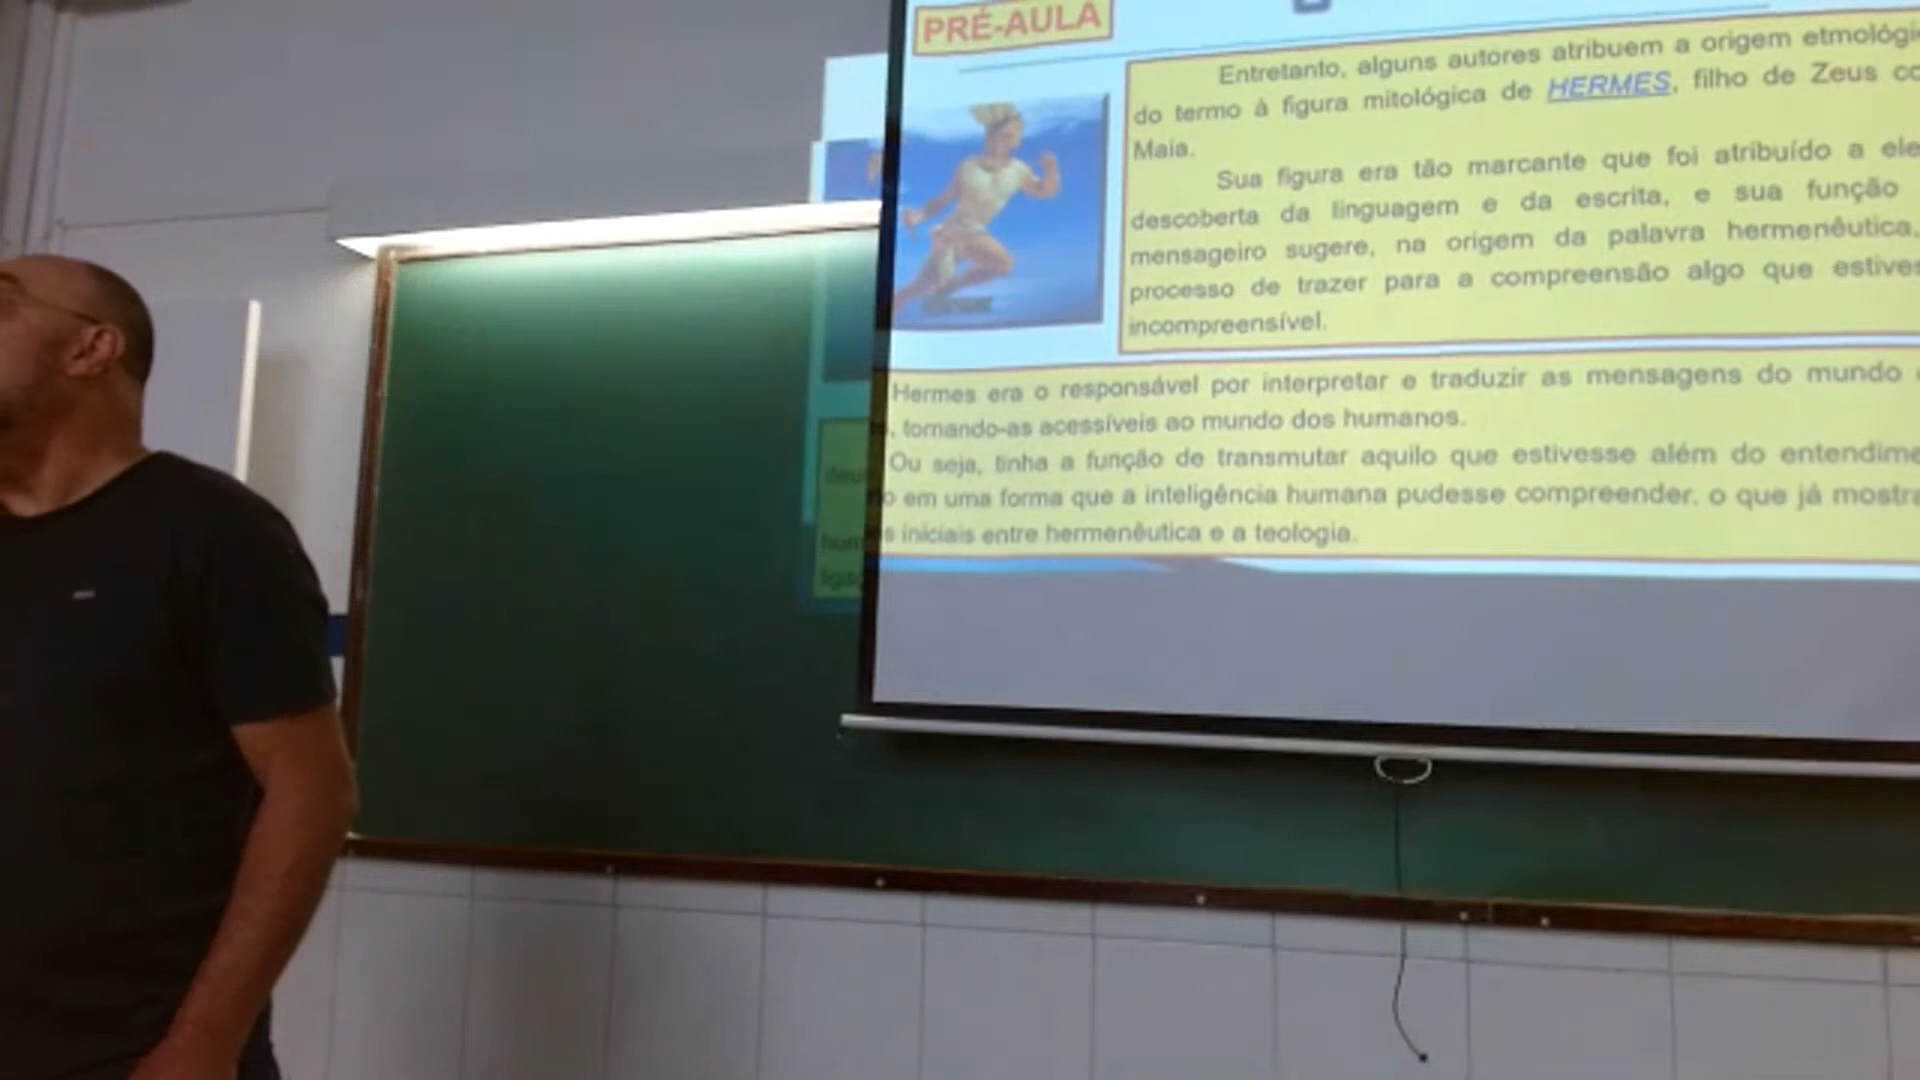 PRÉ-AULA
Entretanto, alguns autores atribuem a origem etmológi
do termo à figura mitológica de HERMES, filho de Zeus co
Maia.
Sua figura era tão marcante que foi atribuído a ele
descoberta da linguagem e da escrita, e sua função
mensageiro sugere, na origem da palavra hermenêutica,
processo de trazer para a compreensão algo que estives
incompreensível.
Hermes era o responsável por interpretar e traduzir as mensagens do mundo
s, tornando-as acessíveis ao mundo dos humanos.
Ou seja, tinha a função de transmutar aquilo que estivesse além do entendime
o em uma forma que a inteligência humana pudesse compreender, o que já mostra
s iniciais entre hermenêutica e a teologia.
deu
hum
ligaç